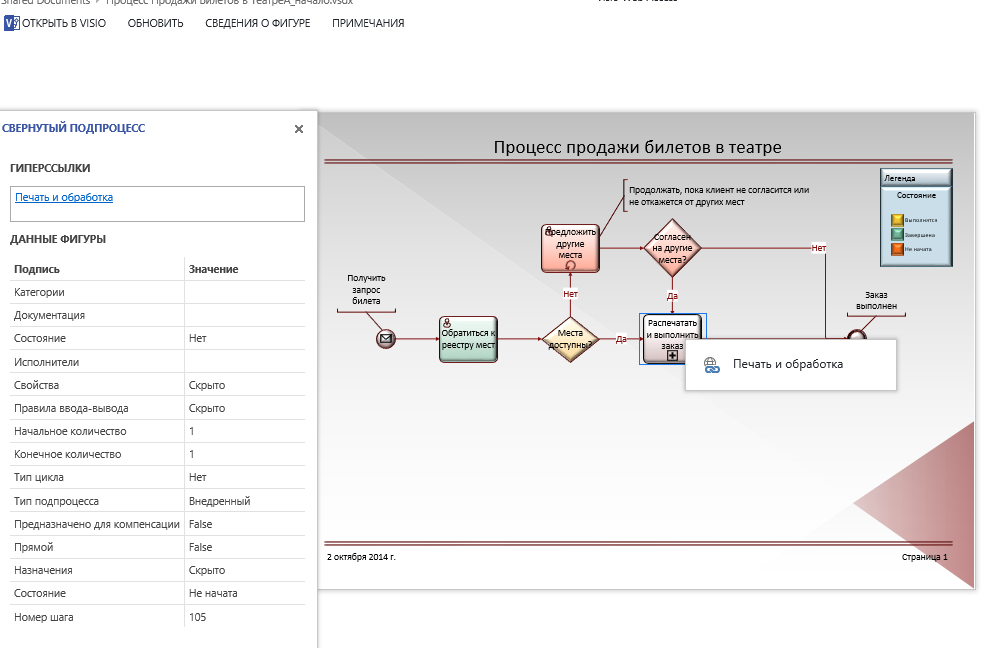 Shared Documents
Процесс Продажи Билетов в ТеатреА_начало.vsdx
Visio Web Access
ОТКРЫТЬ В VISIO ОБНОВИТЬ СВЕДЕНИЯ О ФИГУРЕ ПРИМЕЧАНИЯ
СВЕРНУТЫЙ ПОДПРОЦЕСС
ГИПЕРССЫЛКИ
Печать и обработка
ДАННЫЕ ФИГУРЫ
Подпись Значение
Категории
Документация
Состояние Нет
Исполнители
Свойства Скрыто
Правила ввода-вывода Скрыто
Начальное количество 1
Конечное количество 1
Тип цикла Нет
Тип подпроцесса Внедренный
Предназначено для компенсации False
Прямой False
Назначения Скрыто
Состояние Не начата
Номер шага 105
Процесс продажи билетов в театре
Легенда
Состояние
Выполнятся
Завершена
Не начата
Продолжать, пока клиент не согласится или
не откажется от других мест
Предложить
другие
места
Согласен
на другие
места?
Нет
Получить
запрос
билета
Нет
Да
Заказ
выполнен
Обратиться к
реестру мест
Места
доступны?
Да
Распечатать
и выполнить
заказ
Печать и обработка
2 октября 2014 г.
Страница 1